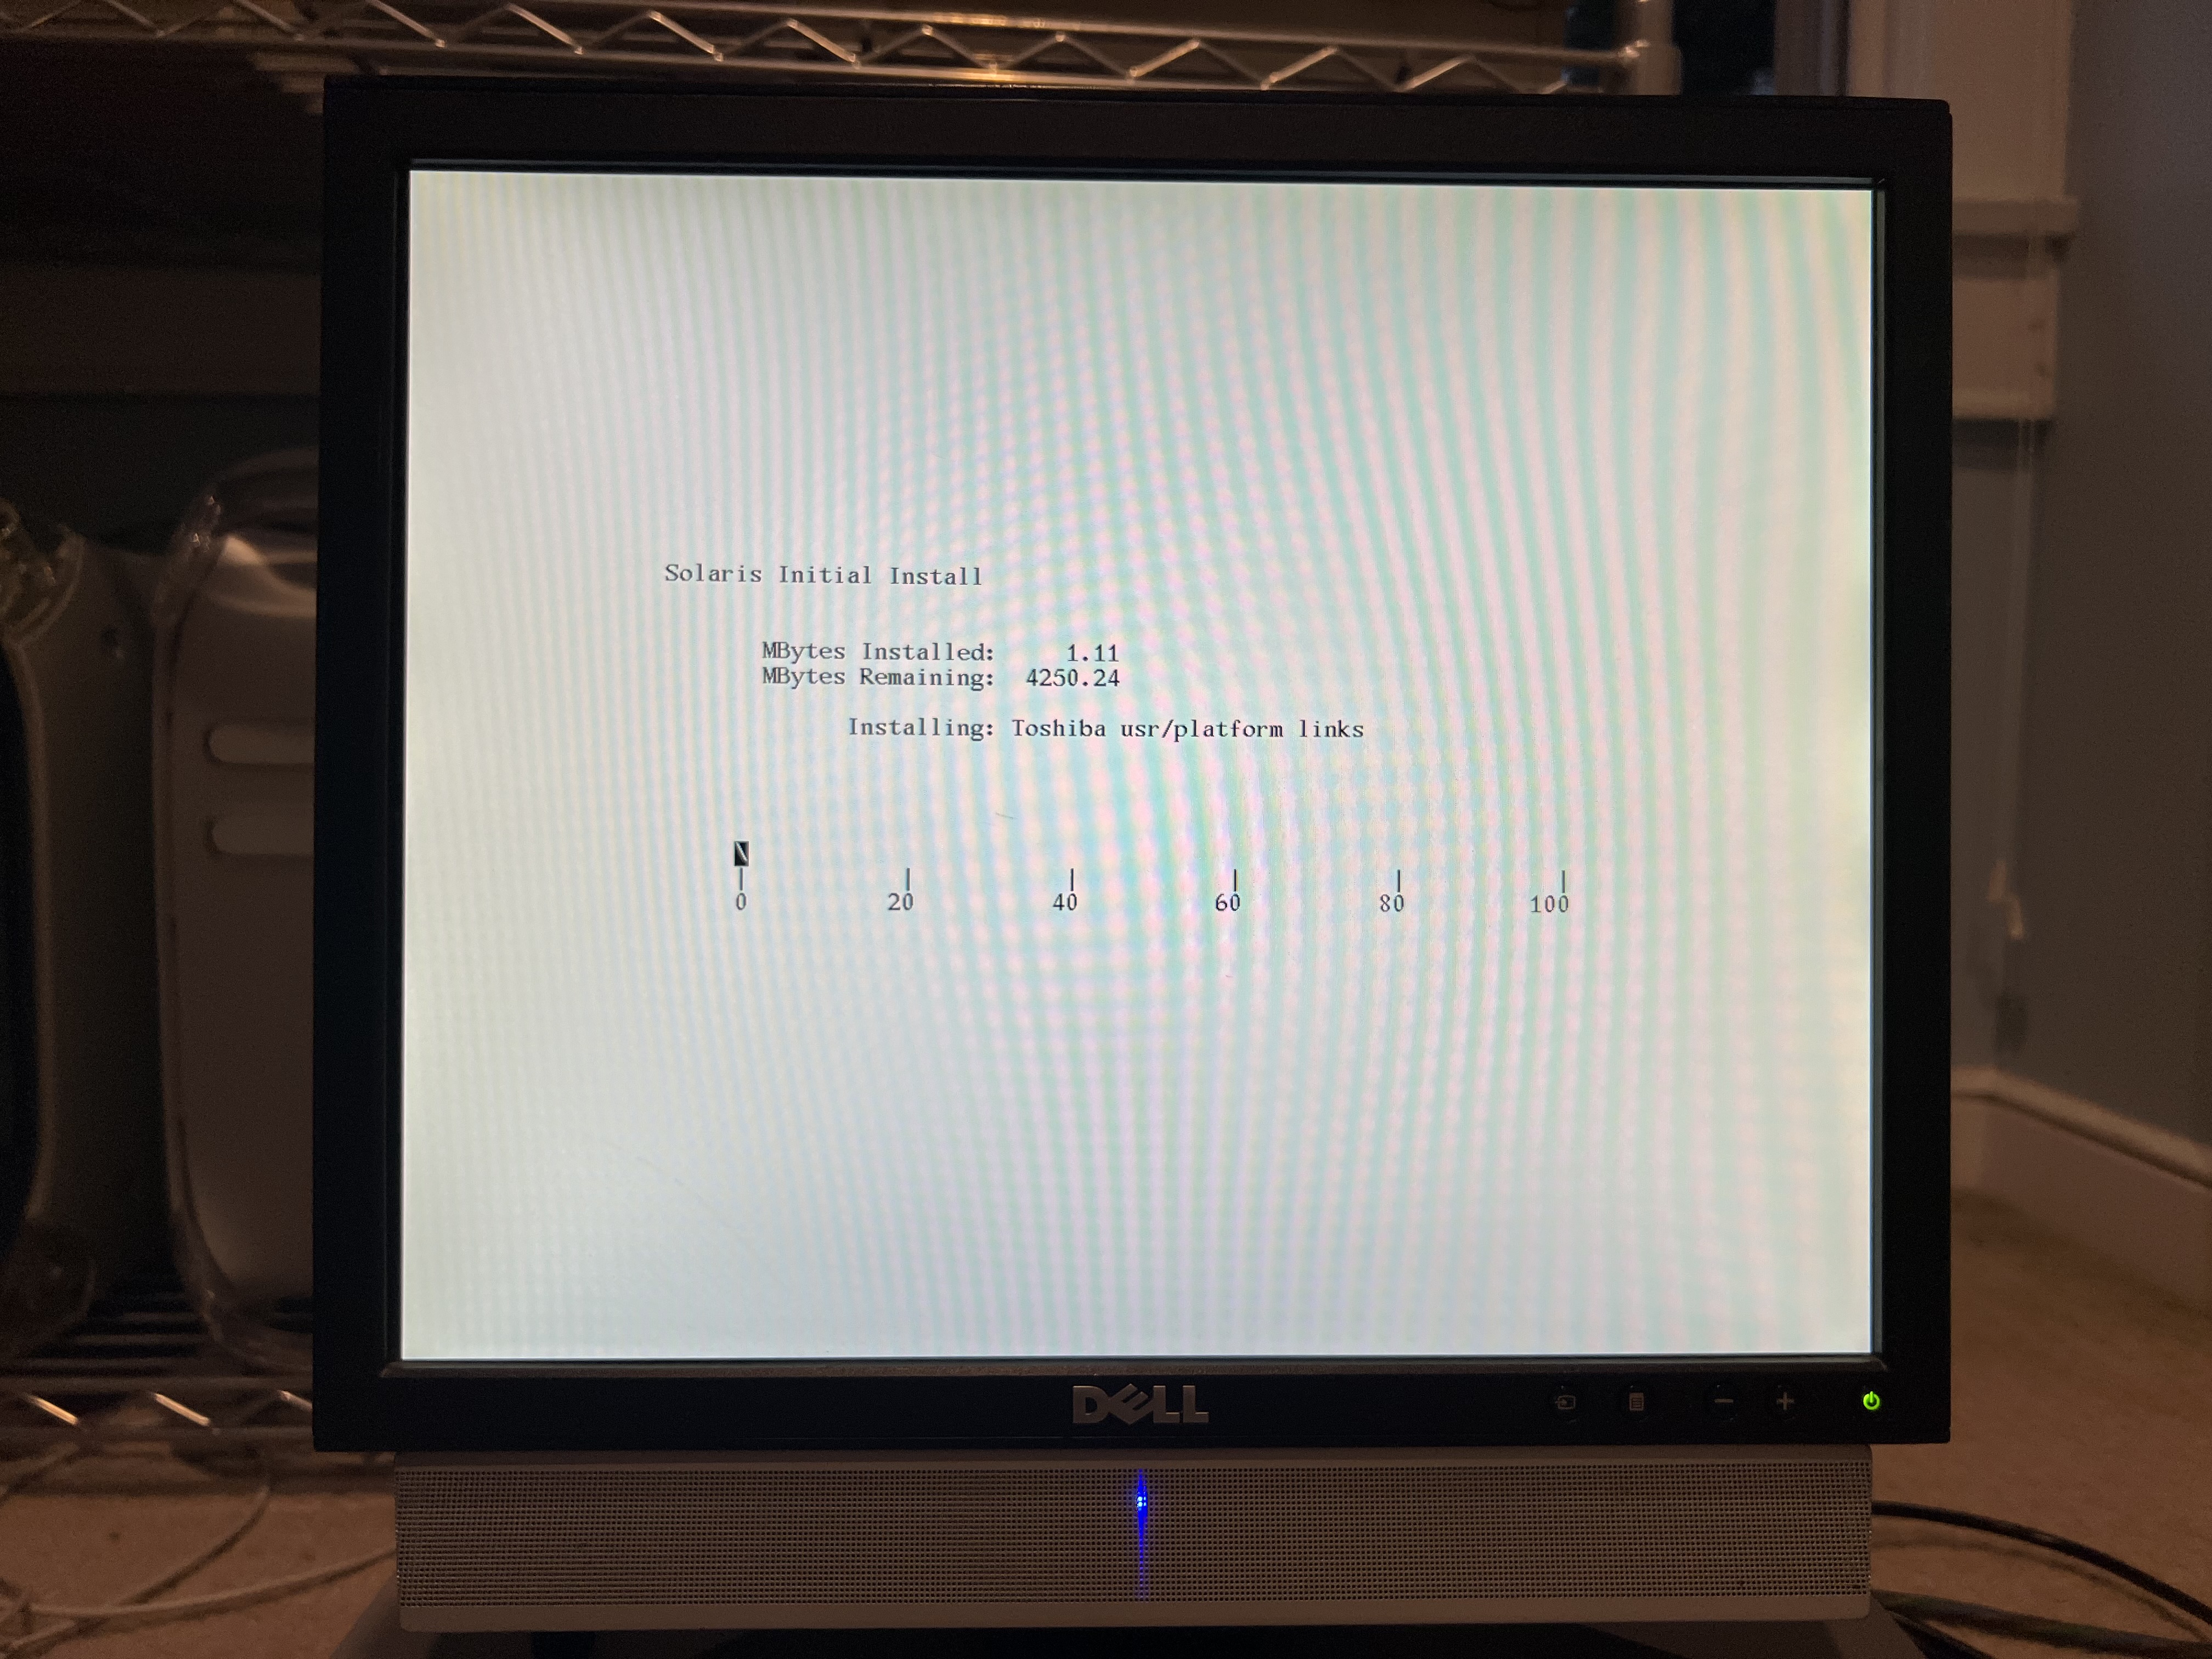 Solaris Initial Install
MBytes Installed: 1.11
MBytes Remaining: 4250.24
Installing: Toshiba usr/platform links
0 20 40 60 80 100
DELL